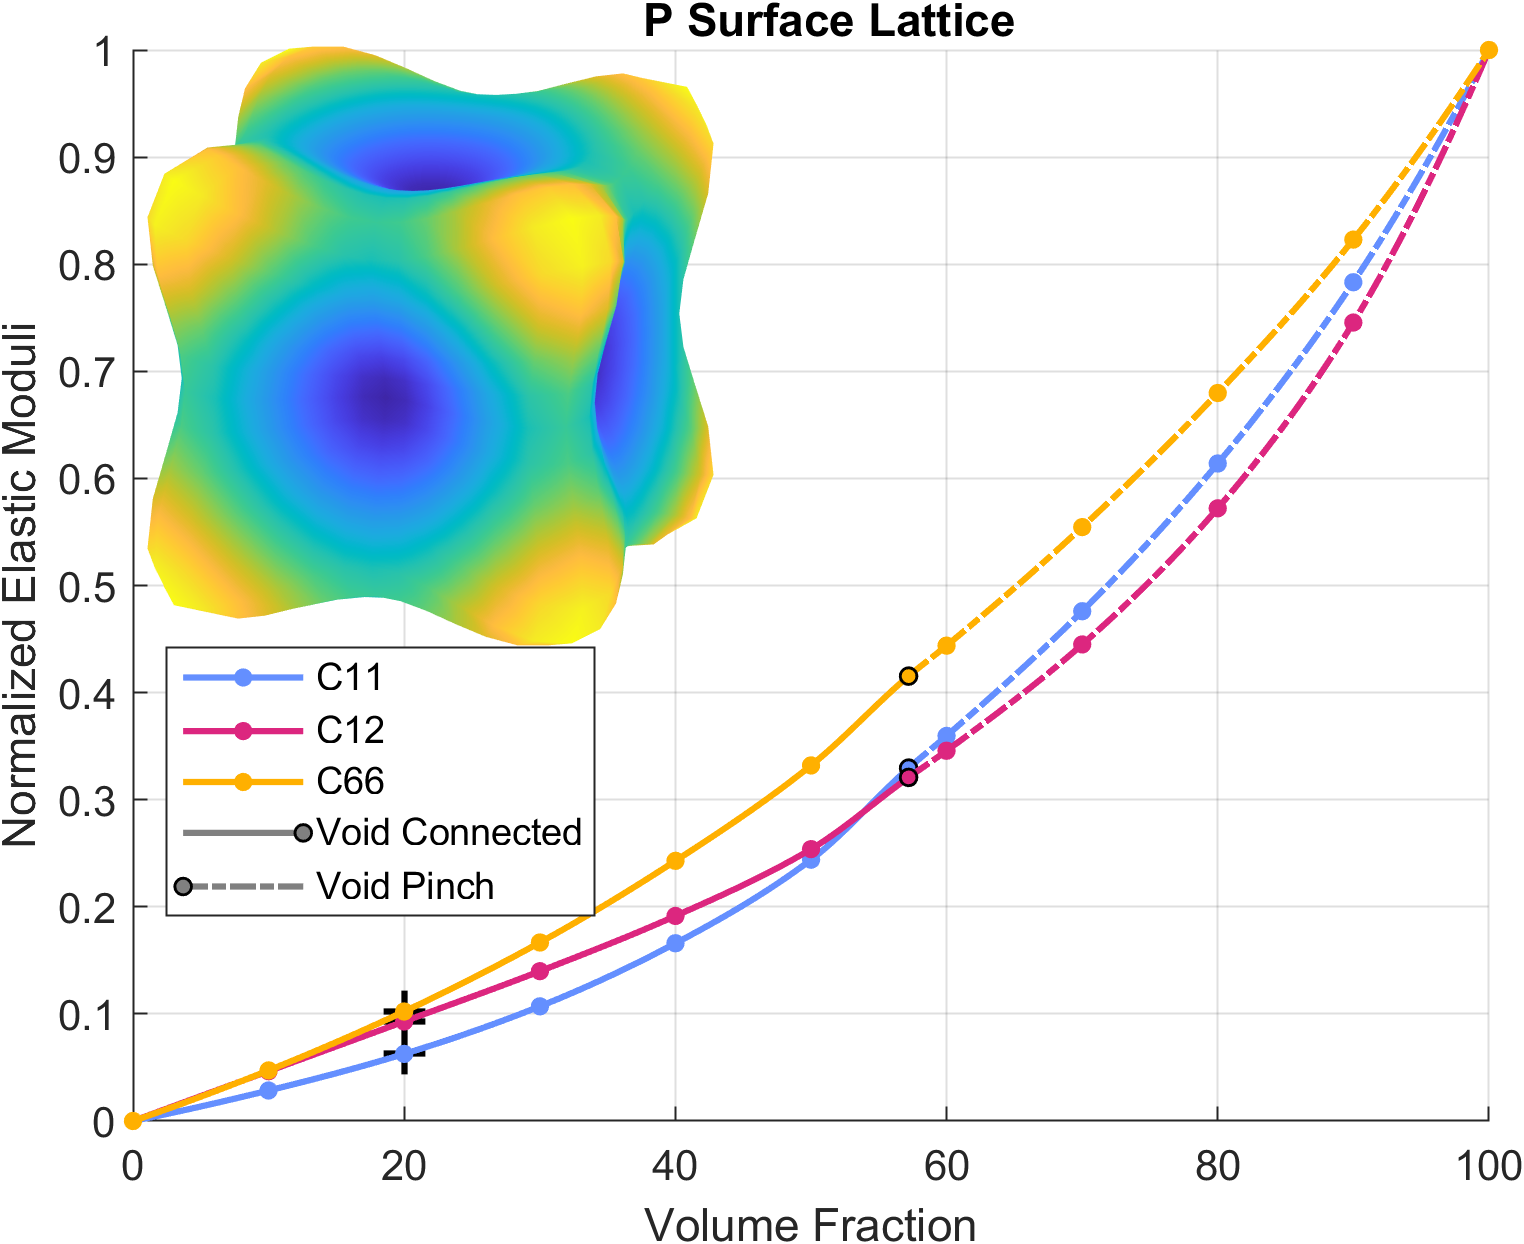 P Surface Lattice
Normalized Elastic Moduli
1
0.9
0.8
0.7
0.6
0.5
0.4
0.3
0.2
0.1
0
C11
C12
C66
Void Connected
Void Pinch
0 20 40 60 80 100
Volume Fraction